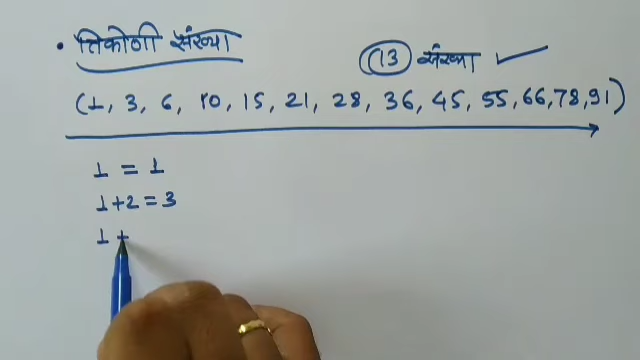 • तिकोणी संख्या
13 संख्या ✓
(1, 3, 6, 10, 15, 21, 28, 36, 45, 55, 66, 78, 91)
1 = 1
1+2=3
1 +